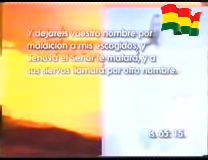 Y dejaréis vuestro nombre por
maldición a mis escogidos, y
Jehová el Señor te matará, y a
sus siervos llamará por otro nombre.
Is. 65: 15.